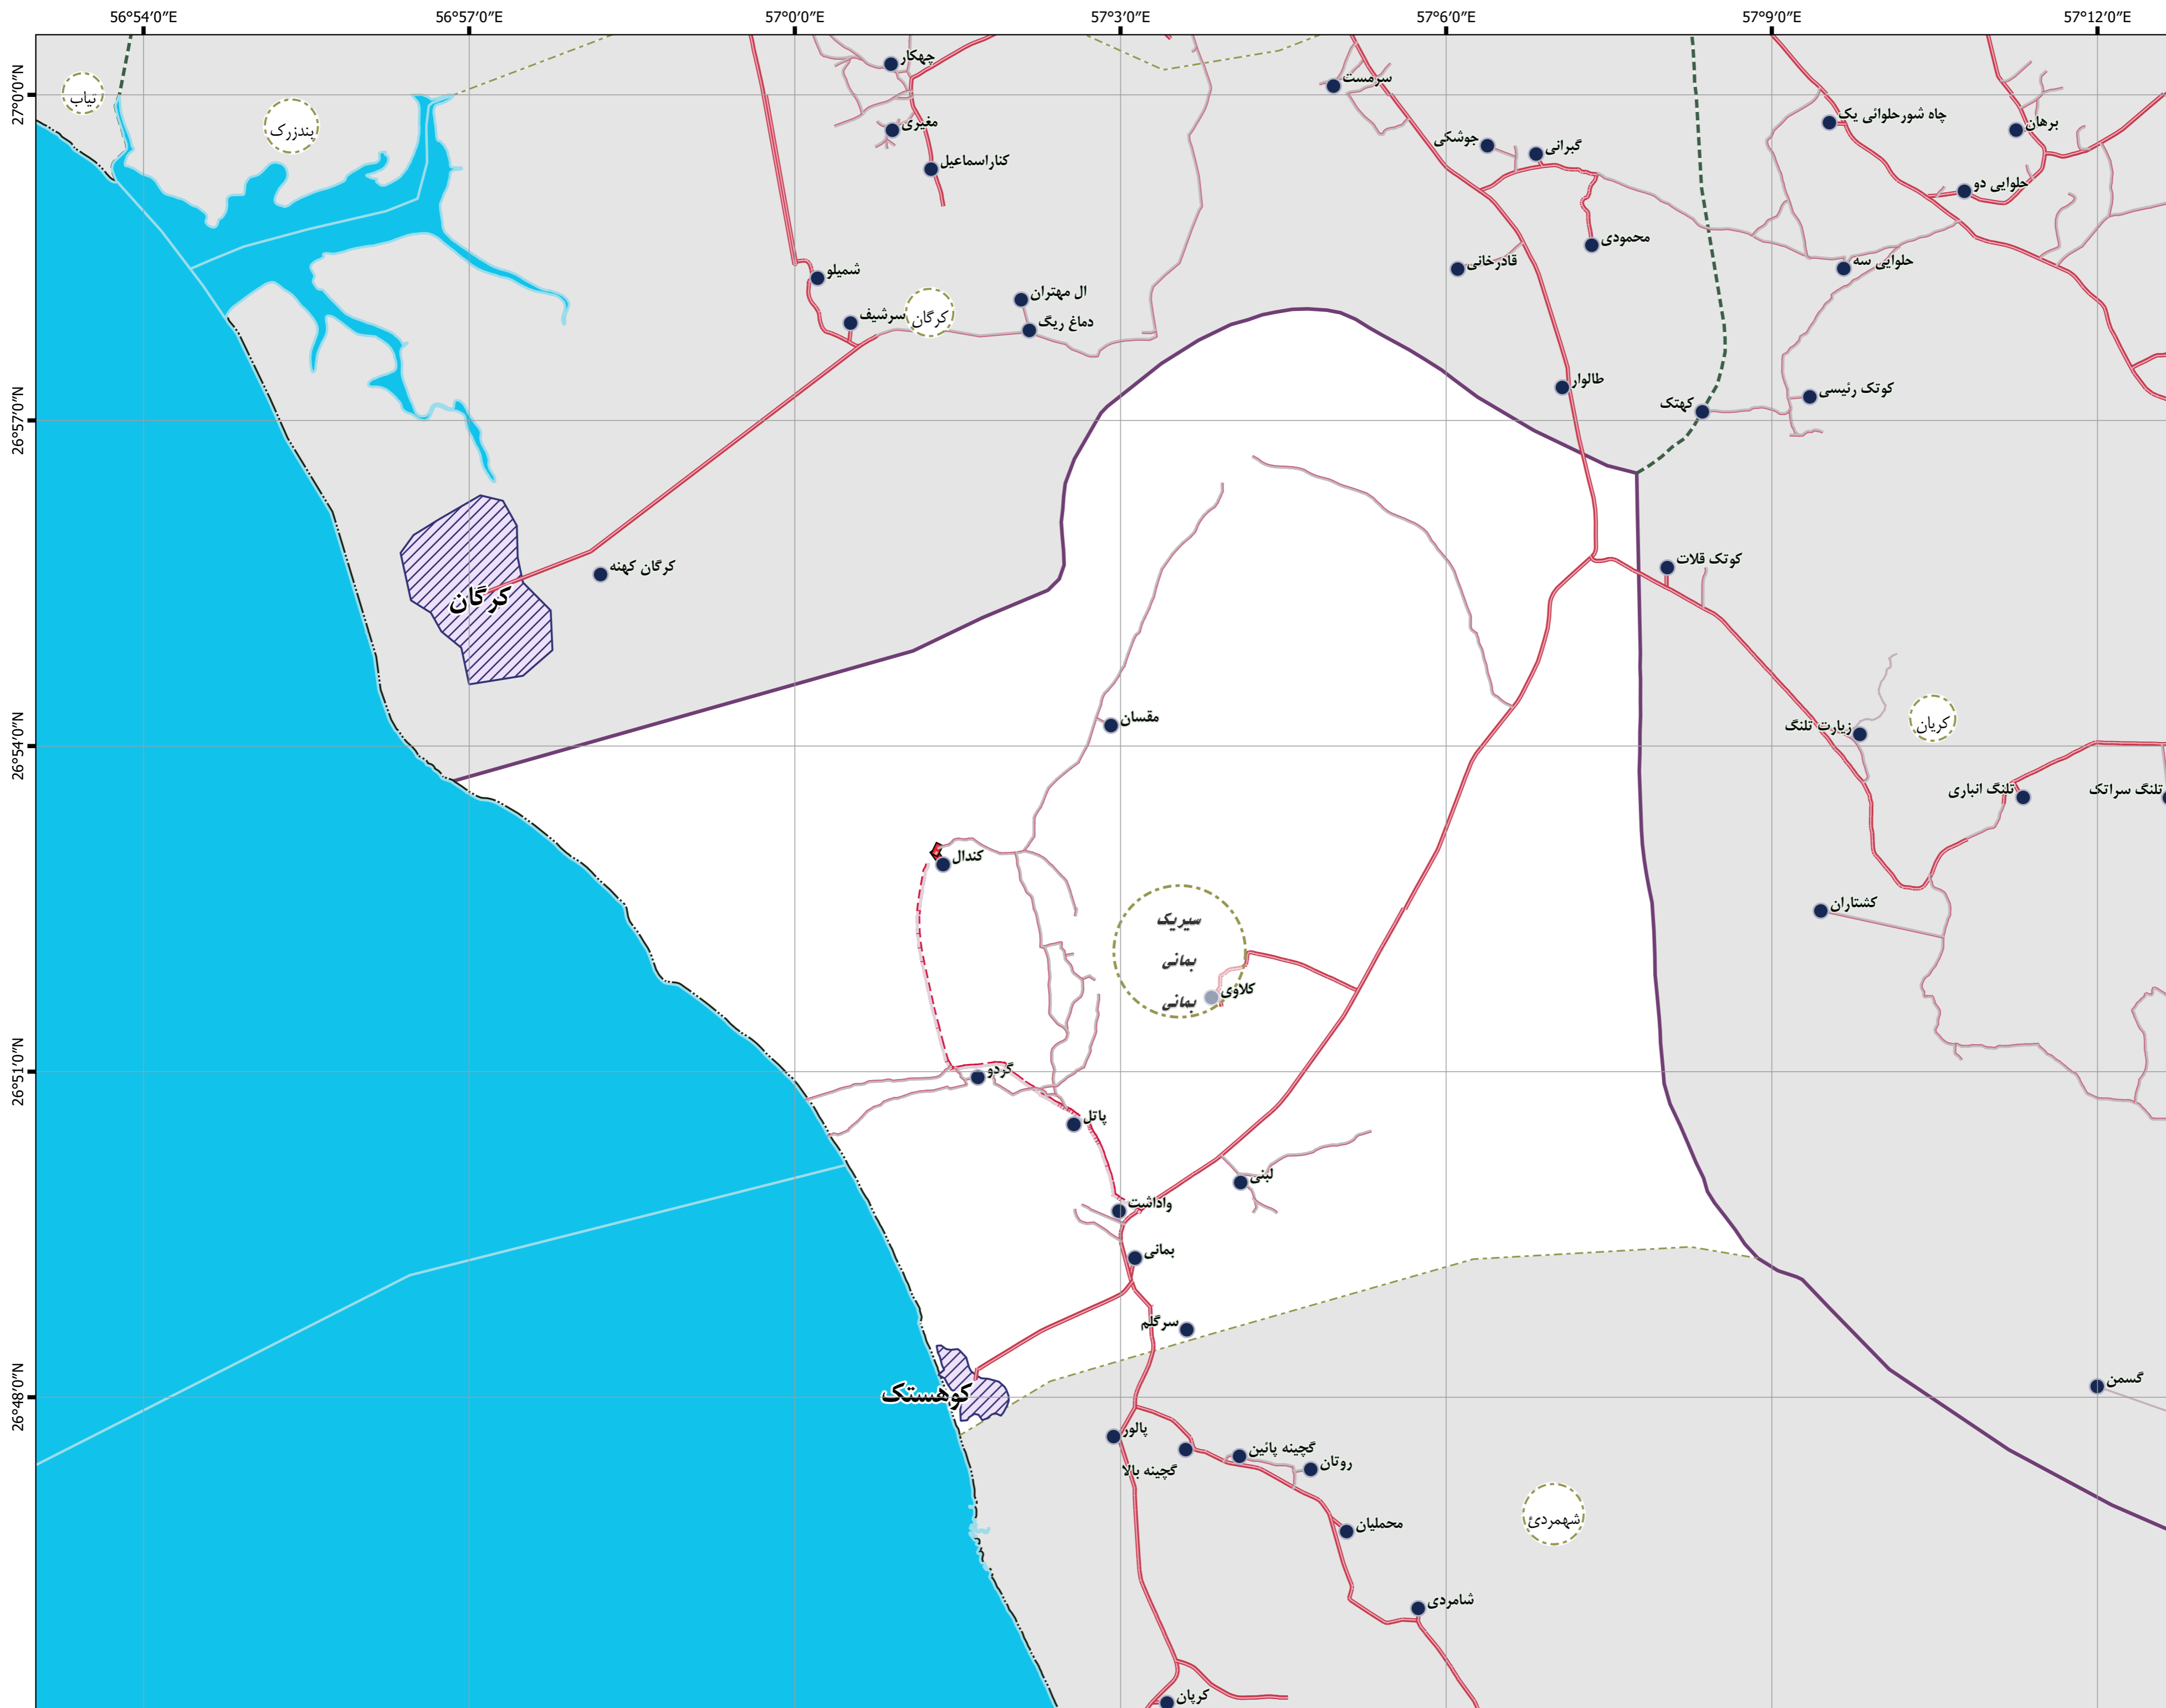 56°54′0″E
56°57′0″E
57°0′0″E
57°3′0″E
57°6′0″E
57°9′0″E
57°12′0″E
27°0′0″N
26°57′0″N
26°54′0″N
26°51′0″N
26°48′0″N
تیاب
بندزرک
چهکار
مغیری
کناراسماعیل
سرمست
جوشکی
گبرانی
چاه شورحلوائی یک
برهان
حلوایی دو
محمودی
قادرخانی
حلوایی سه
شمیلو
سرشیف
کرگان
ال مهتران
دماغ ریگ
طالوار
کهتک
کوتک رئیسی
کرگان
کرگان کهنه
کوتک قلات
مقسان
زیارت تلنگ
کریان
تلنگ انباری
تلنگ سراتک
کندال
سیریک
بمانی
بمانی
کلاوی
کشتاران
گردو
پاتل
لبنی
واداشت
بمانی
سرگلم
کوهستک
گسمن
پالور
گچینه بالا
گچینه پائین
روتان
محملیان
شهمردئ
شامردی
کرپان